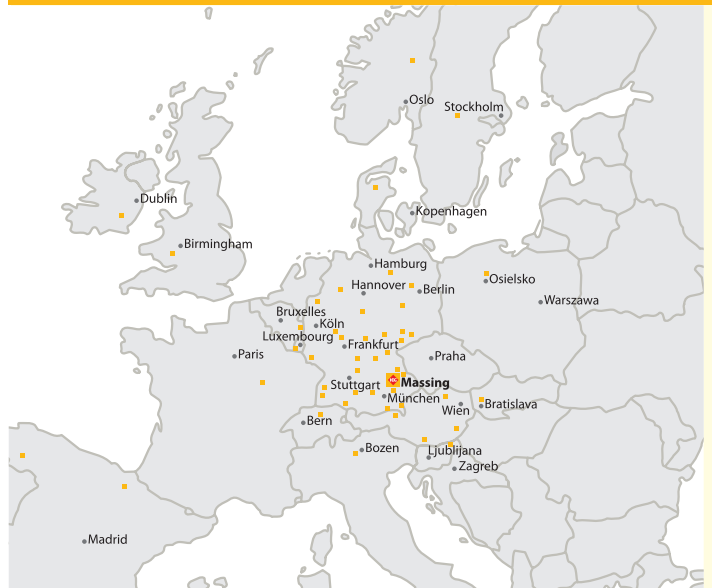 Oslo
Stockholm
Dublin
Kopenhagen
Birmingham
Hamburg
Osielsko
Hannover
Berlin
Warszawa
Bruxelles
Köln
Luxembourg
Frankfurt
Paris
Praha
Stuttgart
Massing
München
Wien
Bratislava
Bern
Bozen
Ljublijana
Zagreb
Madrid